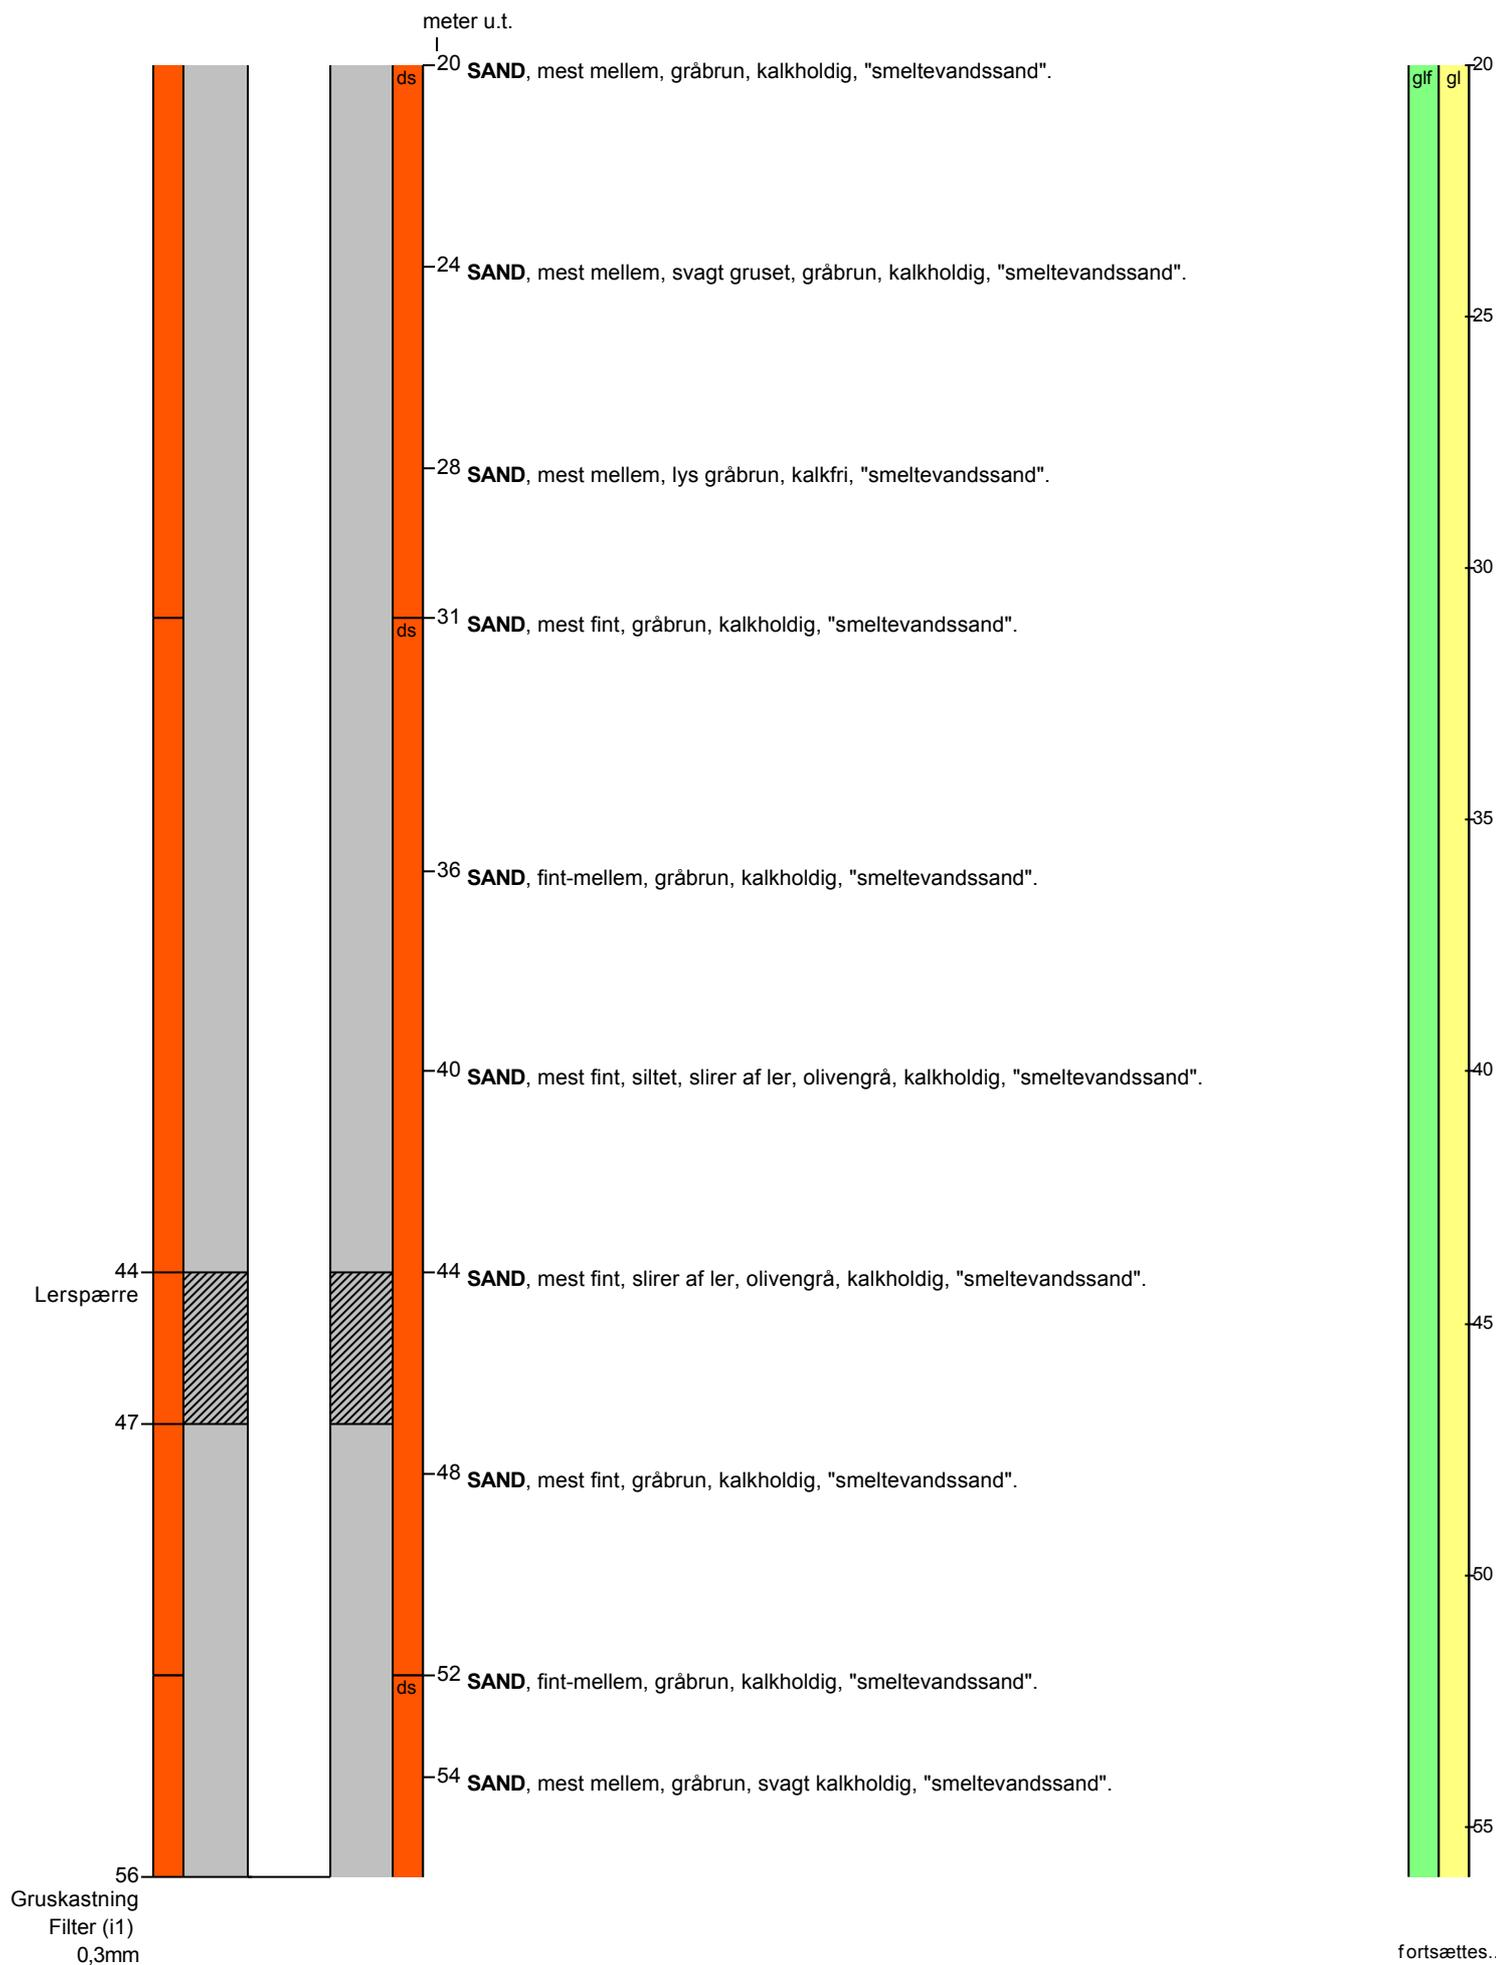 meter u.t.
20 SAND, mest mellem, gråbrun, kalkholdig, "smeltevandssand".
ds
glf gl 20
24 SAND, mest mellem, svagt gruset, gråbrun, kalkholdig, "smeltevandssand".
25
28 SAND, mest mellem, lys gråbrun, kalkfri, "smeltevandssand".
30
31 SAND, mest fint, gråbrun, kalkholdig, "smeltevandssand".
ds
35
36 SAND, fint-mellem, gråbrun, kalkholdig, "smeltevandssand".
40 SAND, mest fint, siltet, slirer af ler, olivengrå, kalkholdig, "smeltevandssand".
40
44
Lerspærre
44 SAND, mest fint, slirer af ler, olivengrå, kalkholdig, "smeltevandssand".
45
47
48 SAND, mest fint, gråbrun, kalkholdig, "smeltevandssand".
50
52 SAND, fint-mellem, gråbrun, kalkholdig, "smeltevandssand".
ds
54 SAND, mest mellem, gråbrun, svagt kalkholdig, "smeltevandssand".
55
56
Gruskastning
Filter (i1)
0,3mm
fortsættes..